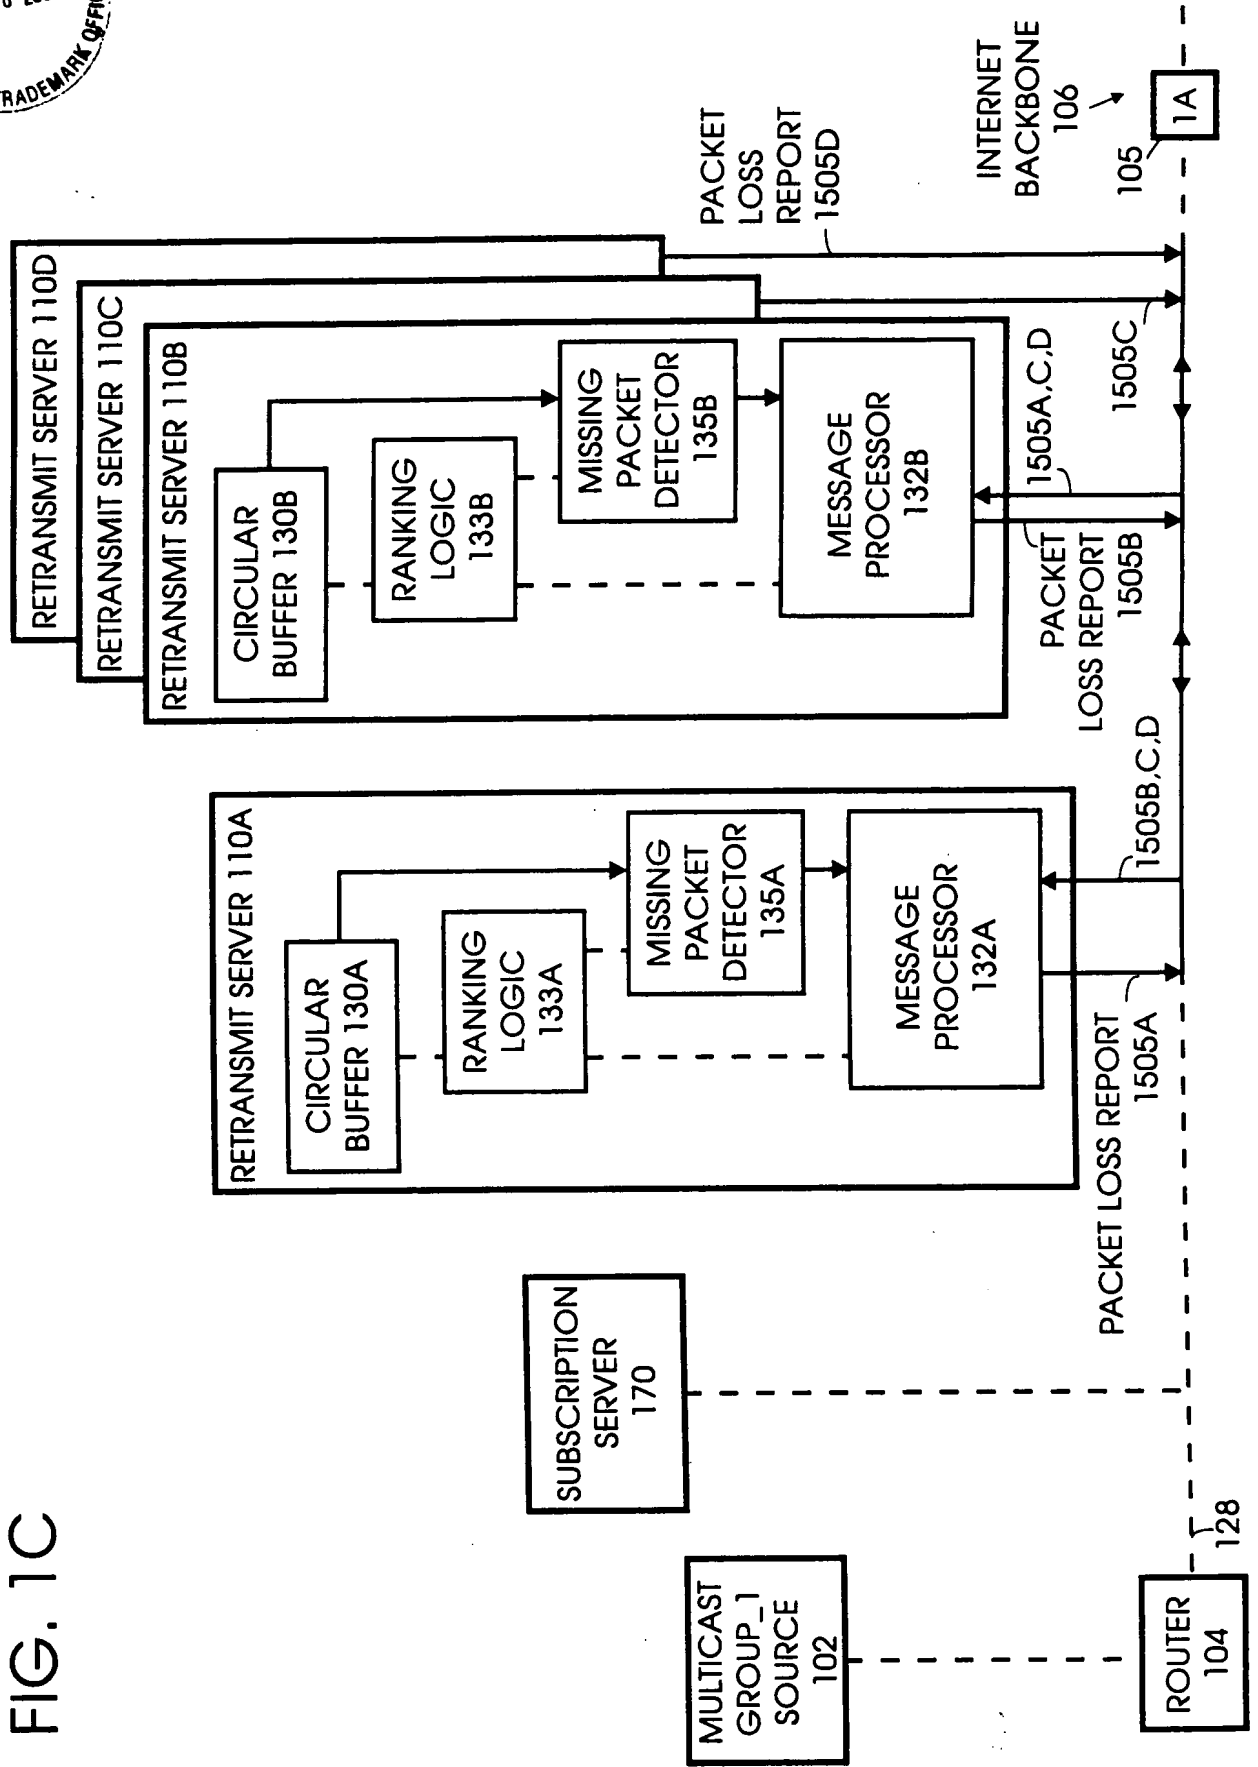 FIG. 1C
TRADEMARK OFFI
RETRANSMIT SERVER 110D
RETRANSMIT SERVER 110C
RETRANSMIT SERVER 110B
CIRCULAR
BUFFER 130B
RANKING
LOGIC
133B
MISSING
PACKET
DETECTOR
135B
MESSAGE
PROCESSOR
132B
PACKET
LOSS
REPORT
1505D
INTERNET
BACKBONE
106
105
1A
1505C
1505A,C,D
PACKET
LOSS REPORT
1505B
RETRANSMIT SERVER 110A
CIRCULAR
BUFFER 130A
RANKING
LOGIC
133A
MISSING
PACKET
DETECTOR
135A
MESSAGE
PROCESSOR
132A
1505B,C,D
PACKET LOSS REPORT
1505A
SUBSCRIPTION
SERVER
170
MULTICAST
GROUP_1
SOURCE
102
ROUTER
104
128